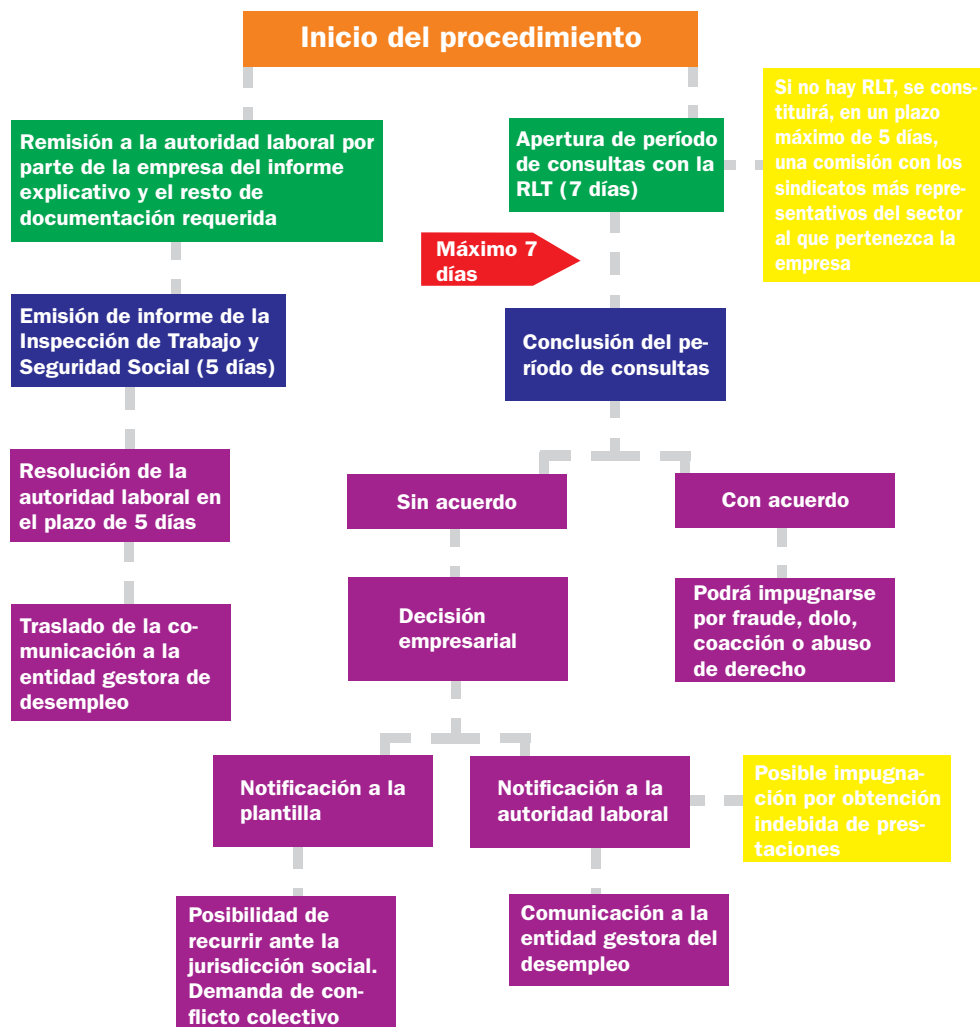 Inicio del procedimiento
Remisión a la autoridad laboral por
parte de la empresa del informe
explicativo y el resto de
documentación requerida
Apertura de período
de consultas con la
RLT (7 días)
Si no hay RLT, se cons-
tituirá, en un plazo
máximo de 5 días,
una comisión con los
sindicatos más repre-
sentativos del sector
al que pertenezca la
empresa
Máximo 7
días
Emisión de informe de la
Inspección de Trabajo y
Seguridad Social (5 días)
Conclusión del pe-
ríodo de consultas
Resolución de la
autoridad laboral en
el plazo de 5 días
Sin acuerdo
Con acuerdo
Traslado de la co-
municación a la
entidad gestora de
desempleo
Decisión
empresarial
Podrá impugnarse
por fraude, dolo,
coacción o abuso
de derecho
Notificación a la
plantilla
Notificación a la
autoridad laboral
Posible impugna-
ción por obtención
indebida de pres-
taciones
Posibilidad de
recurrir ante la
jurisdicción social.
Demanda de con-
flicto colectivo
Comunicación a la
entidad gestora del
desempleo